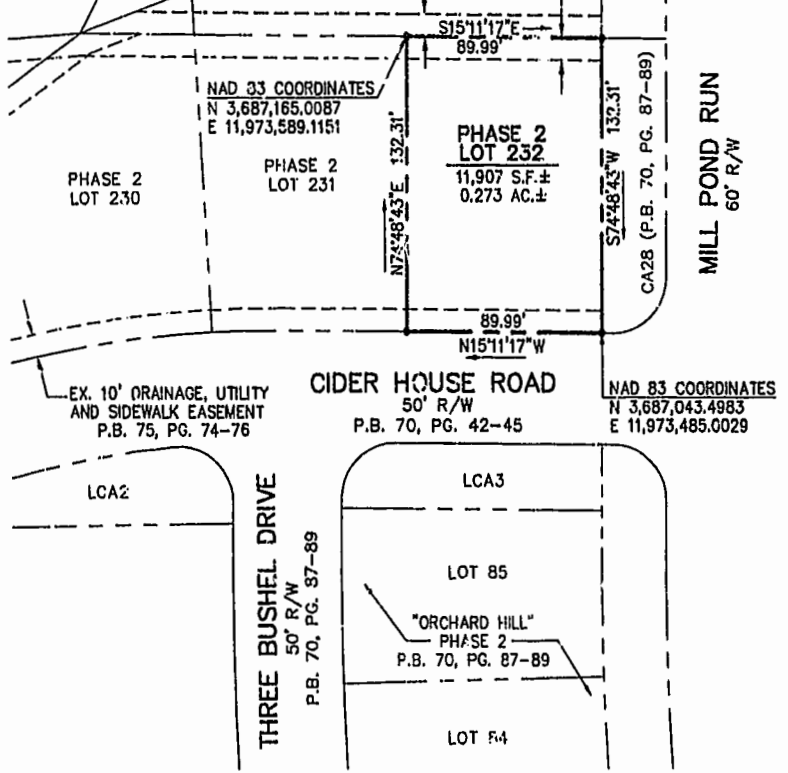 S15°11'17"E
89.99'
NAD 83 COORDINATES
N 3,687,165.0087
E 11,973,589.1151
N74°48'43"E 132.31'
PHASE 2
LOT 232
11,907 S.F.±
0.273 AC.±
S74°48'43"W 132.31'
CA28 (P.B. 70, PG. 87-89)
MILL POND RUN
60' R/W
PHASE 2
LOT 230
PHASE 2
LOT 231
89.99'
N15°11'17"W
EX. 10' DRAINAGE, UTILITY
AND SIDEWALK EASEMENT
P.B. 75, PG. 74-76
CIDER HOUSE ROAD
50' R/W
P.B. 70, PG. 42-45
NAD 83 COORDINATES
N 3,687,043.4983
E 11,973,485.0029
LCA2
LCA3
THREE BUSHEL DRIVE
50' R/W
P.B. 70, PG. 87-89
LOT 85
"ORCHARD HILL"
PHASE 2
P.B. 70, PG. 87-89
LOT 84